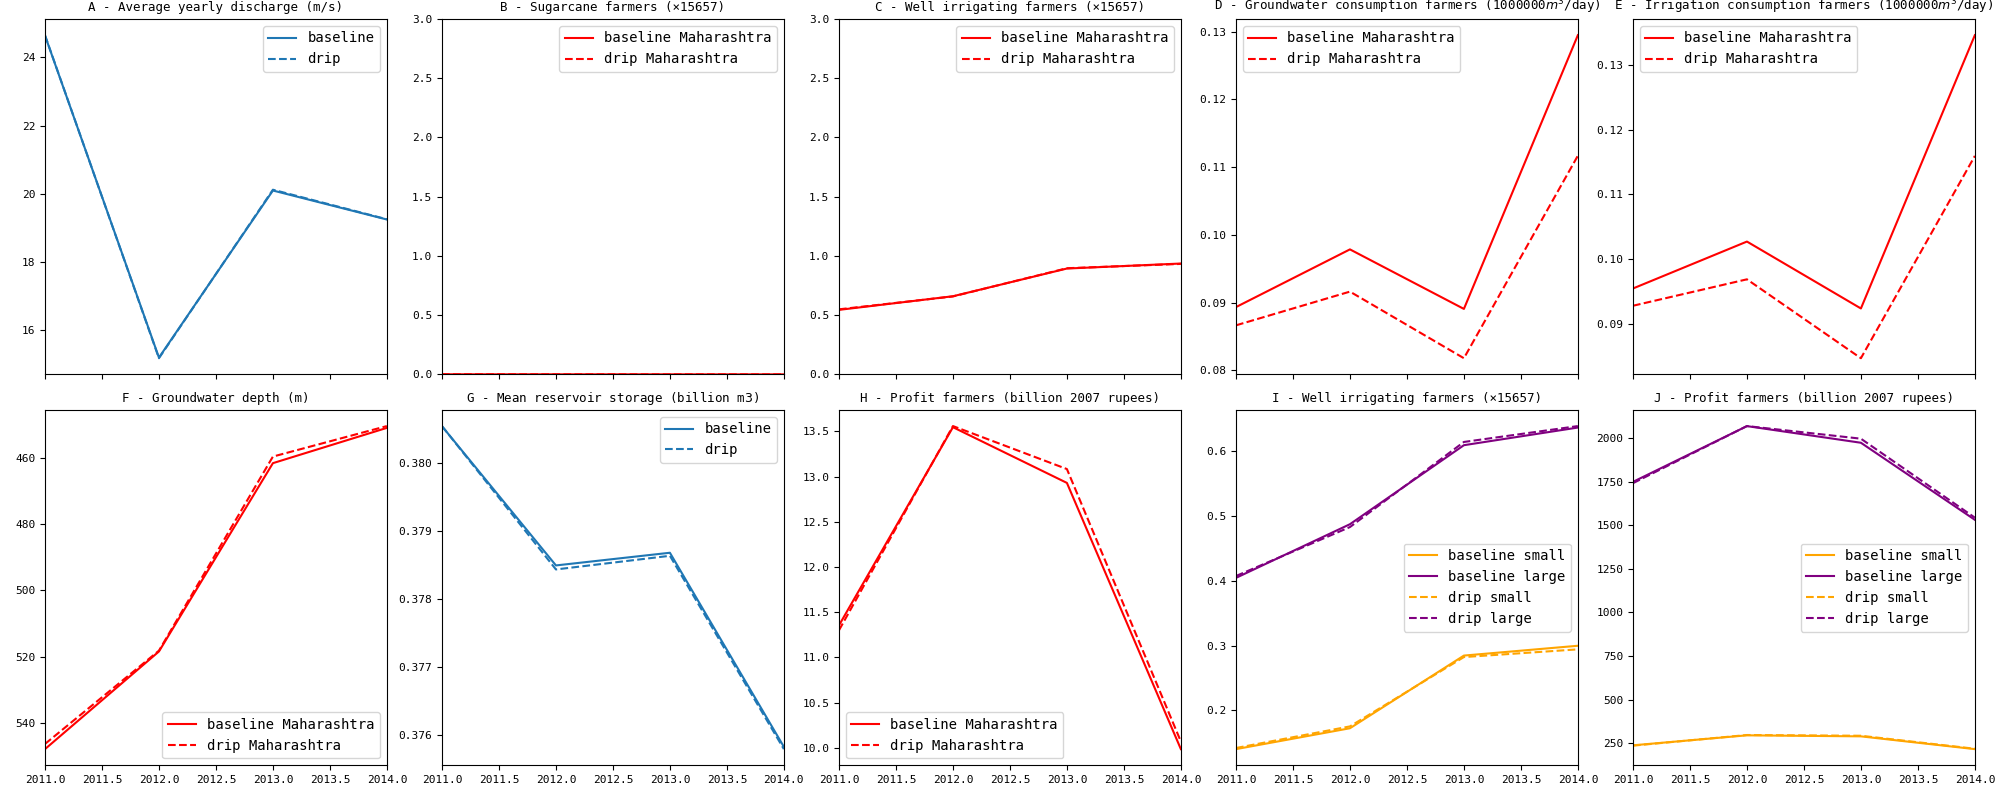 A - Average yearly discharge (m/s)
24
22
20
18
16
baseline
drip
B - Sugarcane farmers (×15657)
3.0
2.5
2.0
1.5
1.0
0.5
0.0
baseline Maharashtra
drip Maharashtra
C - Well irrigating farmers (×15657)
3.0
2.5
2.0
1.5
1.0
0.5
0.0
baseline Maharashtra
drip Maharashtra
D - Groundwater consumption farmers (1000000m³/day)
0.13
0.12
0.11
0.10
0.09
0.08
baseline Maharashtra
drip Maharashtra
E - Irrigation consumption farmers (1000000m³/day)
0.13
0.12
0.11
0.10
0.09
baseline Maharashtra
drip Maharashtra
F - Groundwater depth (m)
460
480
500
520
540
baseline Maharashtra
drip Maharashtra
2011.0 2011.5 2012.0 2012.5 2013.0 2013.5 2014.0
G - Mean reservoir storage (billion m3)
0.380
0.379
0.378
0.377
0.376
baseline
drip
2011.0 2011.5 2012.0 2012.5 2013.0 2013.5 2014.0
H - Profit farmers (billion 2007 rupees)
13.5
13.0
12.5
12.0
11.5
11.0
10.5
10.0
baseline Maharashtra
drip Maharashtra
2011.0 2011.5 2012.0 2012.5 2013.0 2013.5 2014.0
I - Well irrigating farmers (×15657)
0.6
0.5
0.4
0.3
0.2
baseline small
baseline large
drip small
drip large
2011.0 2011.5 2012.0 2012.5 2013.0 2013.5 2014.0
J - Profit farmers (billion 2007 rupees)
2000
1750
1500
1250
1000
750
500
250
baseline small
baseline large
drip small
drip large
2011.0 2011.5 2012.0 2012.5 2013.0 2013.5 2014.0